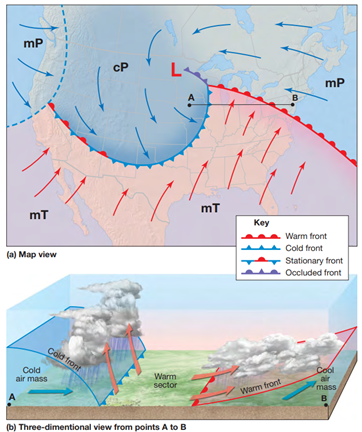 mP
cP
L
mP
A
B
mT
mT
(a) Map view
Key
Warm front
Cold front
Stationary front
Occluded front
Cold front
Cold
air mass
Warm
sector
Warm front
Cool
air
mass
A
B
(b) Three-dimentional view from points A to B